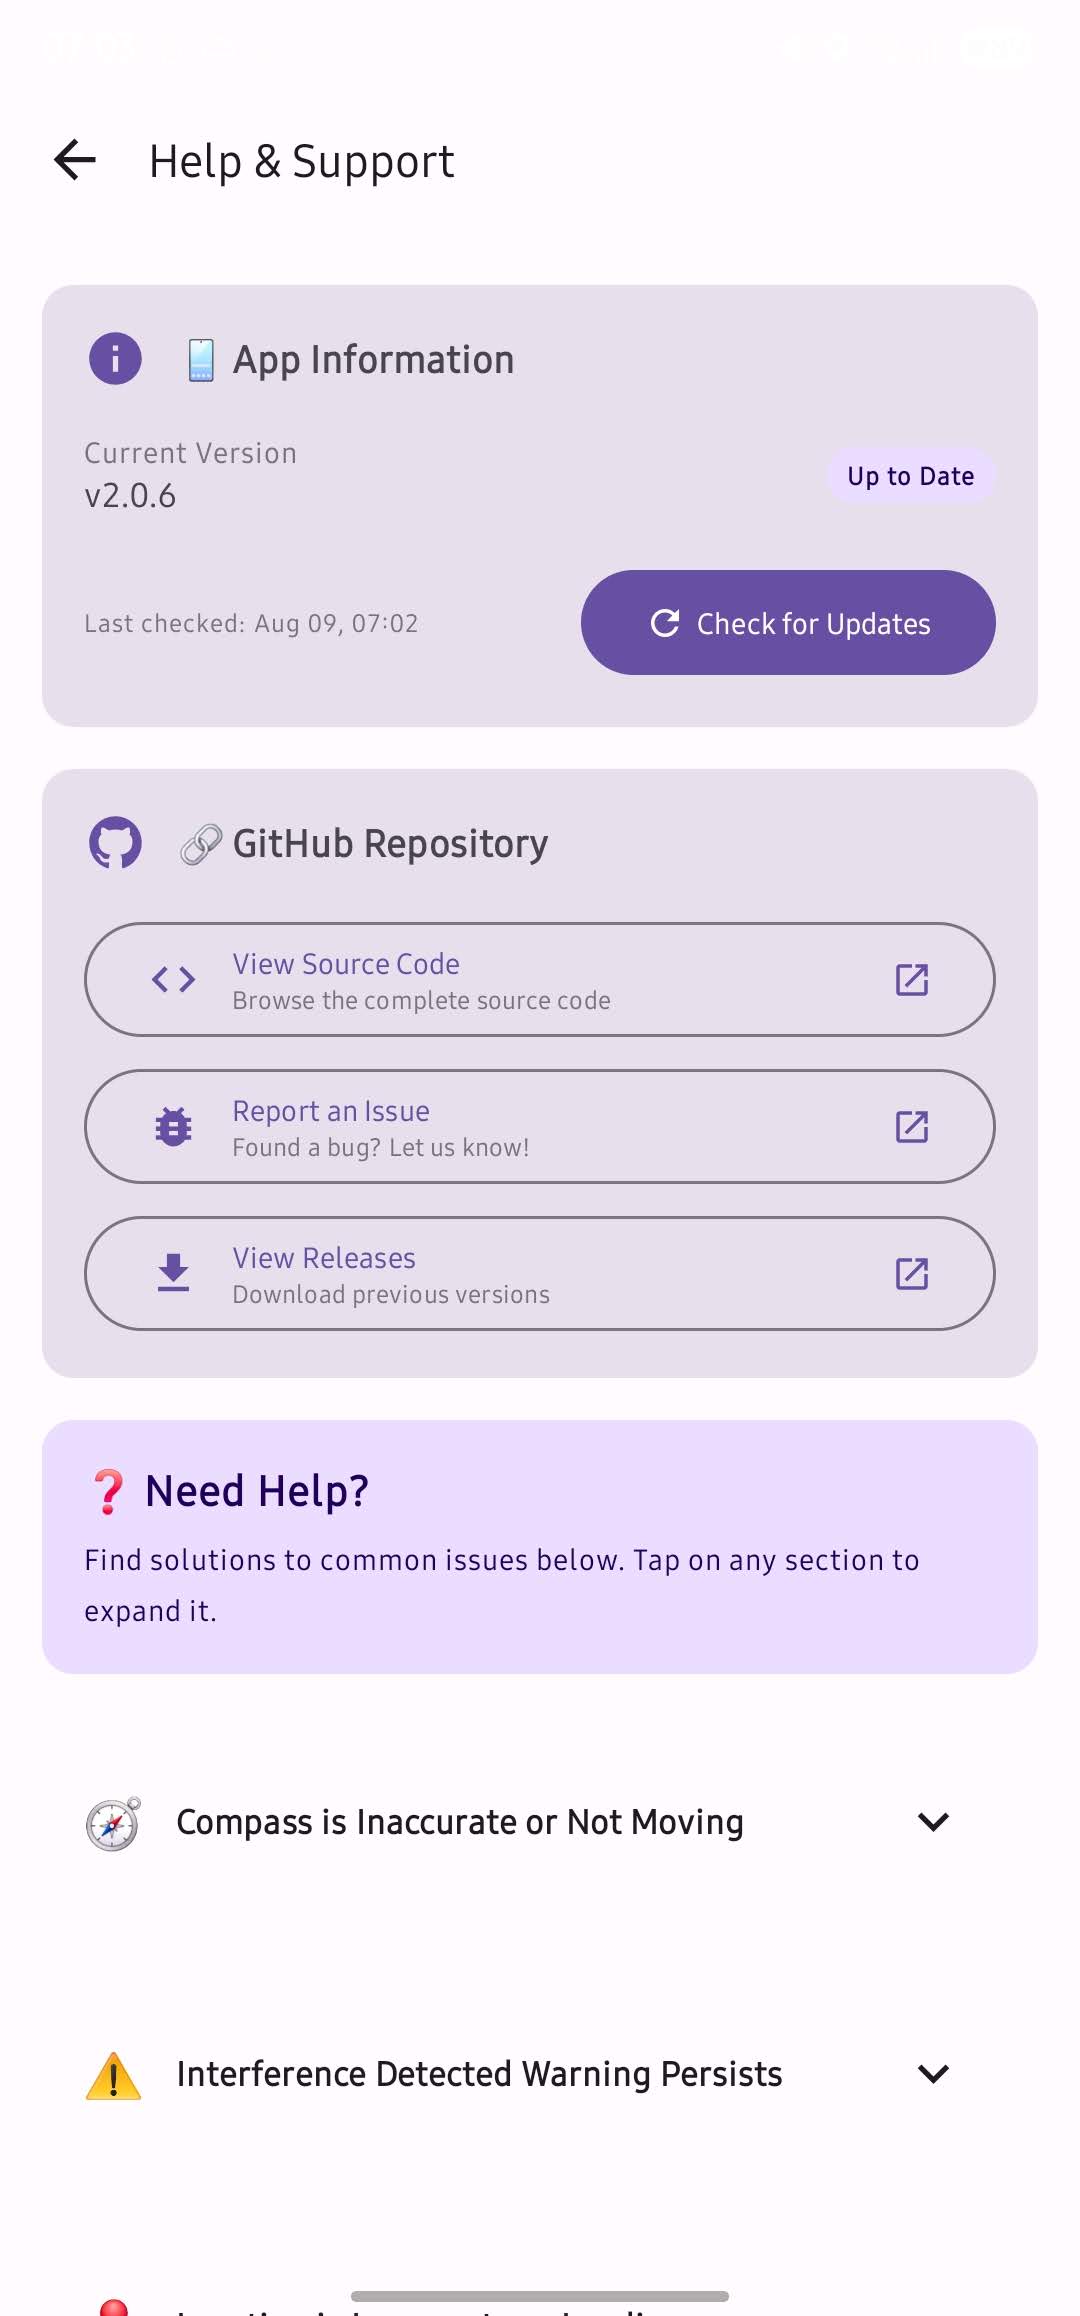 Help & Support
App Information
Current Version
v2.0.6
Up to Date
Last checked: Aug 09, 07:02
Check for Updates
GitHub Repository
View Source Code
Browse the complete source code
Report an Issue
Found a bug? Let us know!
View Releases
Download previous versions
Need Help?
Find solutions to common issues below. Tap on any section to
expand it.
Compass is Inaccurate or Not Moving
Interference Detected Warning Persists